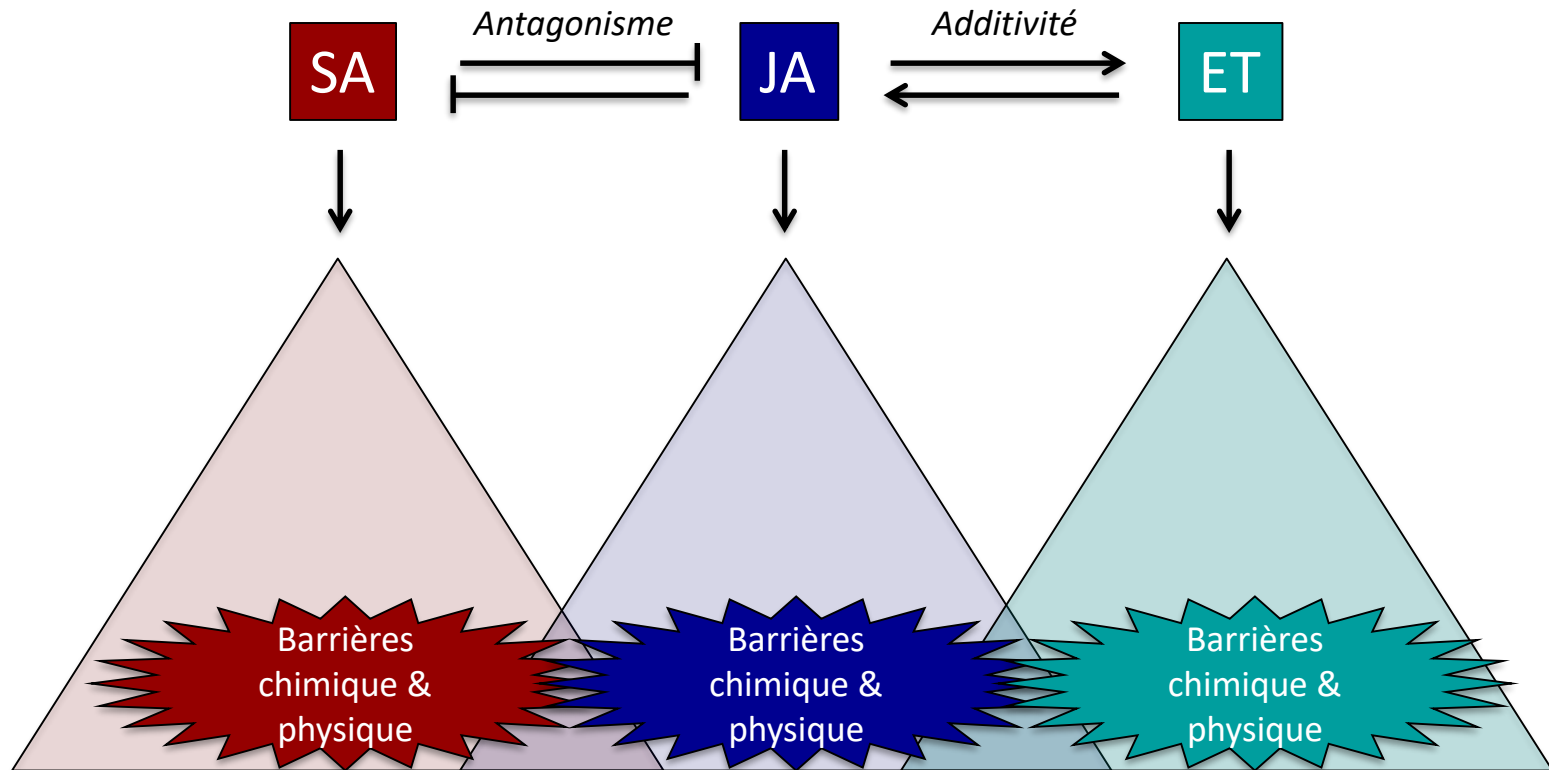 Antagonisme
Additivité
SA
JA
ET
Barrières
chimique &
physique
Barrières
chimique &
physique
Barrières
chimique &
physique